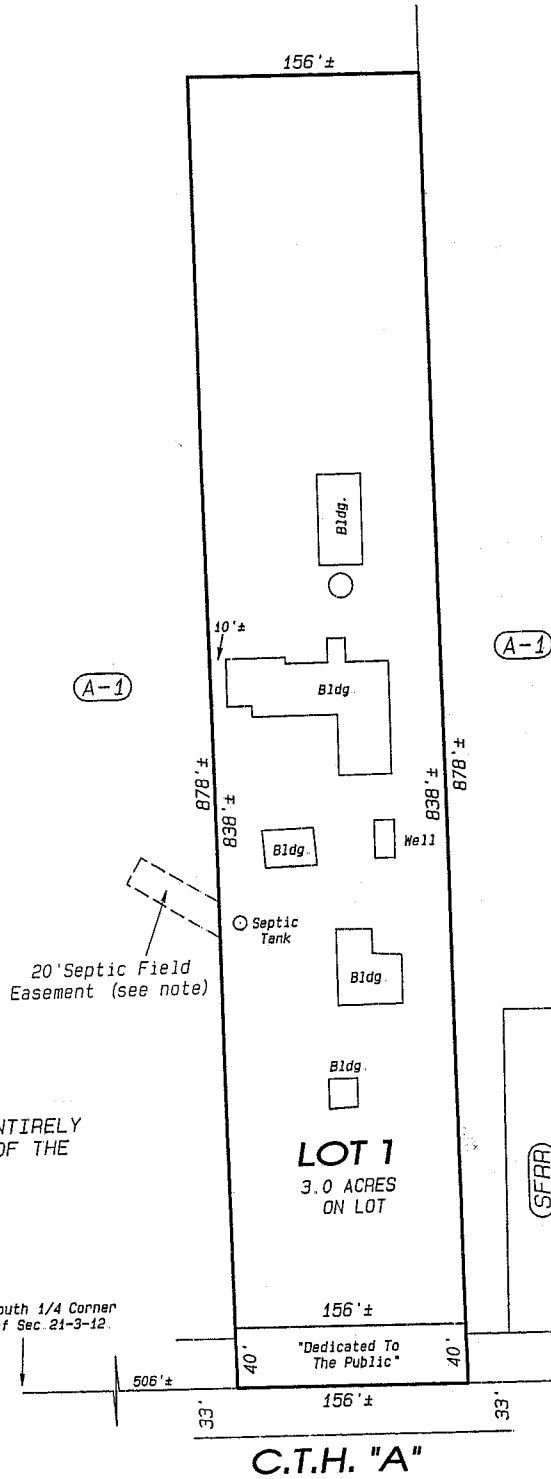 156'±
Bldg.
10'±
A-1
A-1
Bldg.
878'±
838'±
838'±
878'±
Bldg.
Well
Septic
Tank
20'Septic Field
Easement (see note)
Bldg.
Bldg.
NTIRELY
OF THE
LOT 1
3.0 ACRES
ON LOT
SFRR
outh 1/4 Corner
f Sec.21-3-12.
156'±
40'
"Dedicated To
The Public"
40'
506'±
33'
156'±
33'
C.T.H. "A"